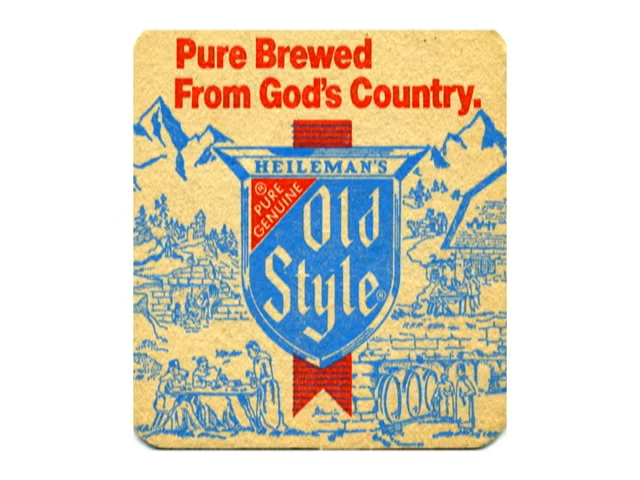 Pure Brewed
From God's Country.
HEILEMAN'S
® PURE
GENUINE
Old
Style®